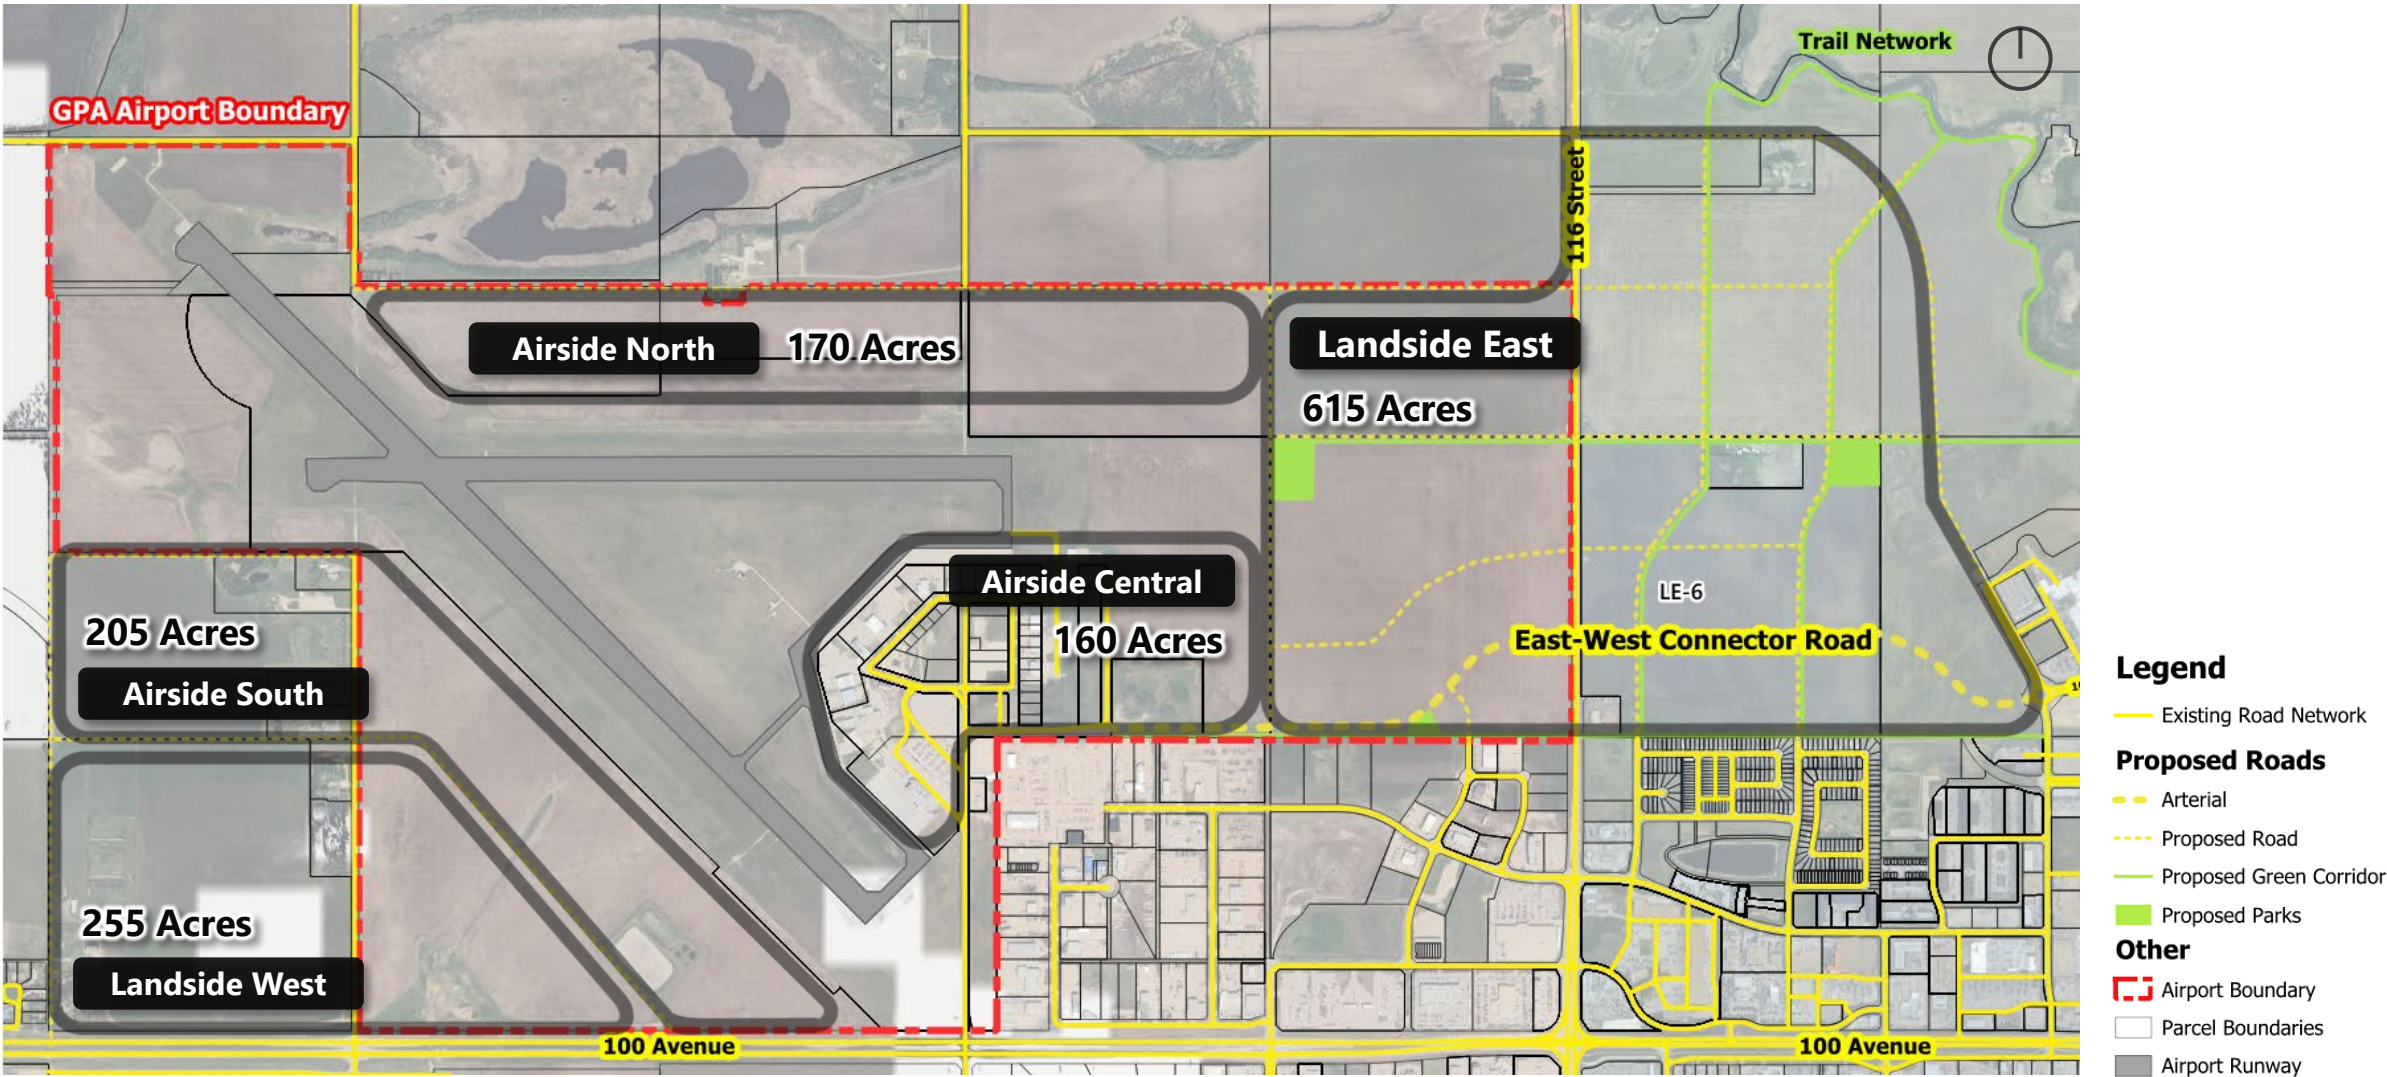 Trail Network
GPA Airport Boundary
116 Street
Airside North
170 Acres
Landside East
615 Acres
Airside Central
160 Acres
LE-6
East-West Connector Road
205 Acres
Airside South
255 Acres
Landside West
100 Avenue
100 Avenue
Legend
Existing Road Network
Proposed Roads
Arterial
Proposed Road
Proposed Green Corridor
Proposed Parks
Other
Airport Boundary
Parcel Boundaries
Airport Runway